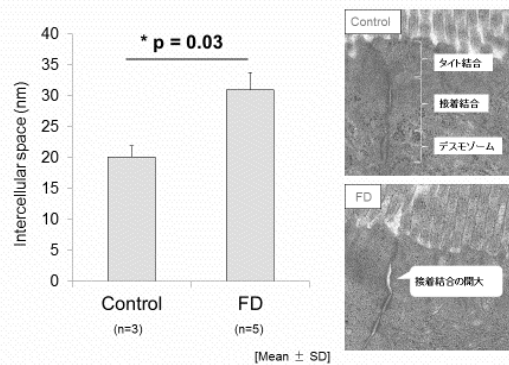 * p = 0.03
Intercellular space (nm)
40
35
30
25
20
15
10
5
0
Control
FD
(n=3)
(n=5)
[Mean ± SD]
Control
タイト結合
接着結合
デスモゾーム
FD
接着結合の開大